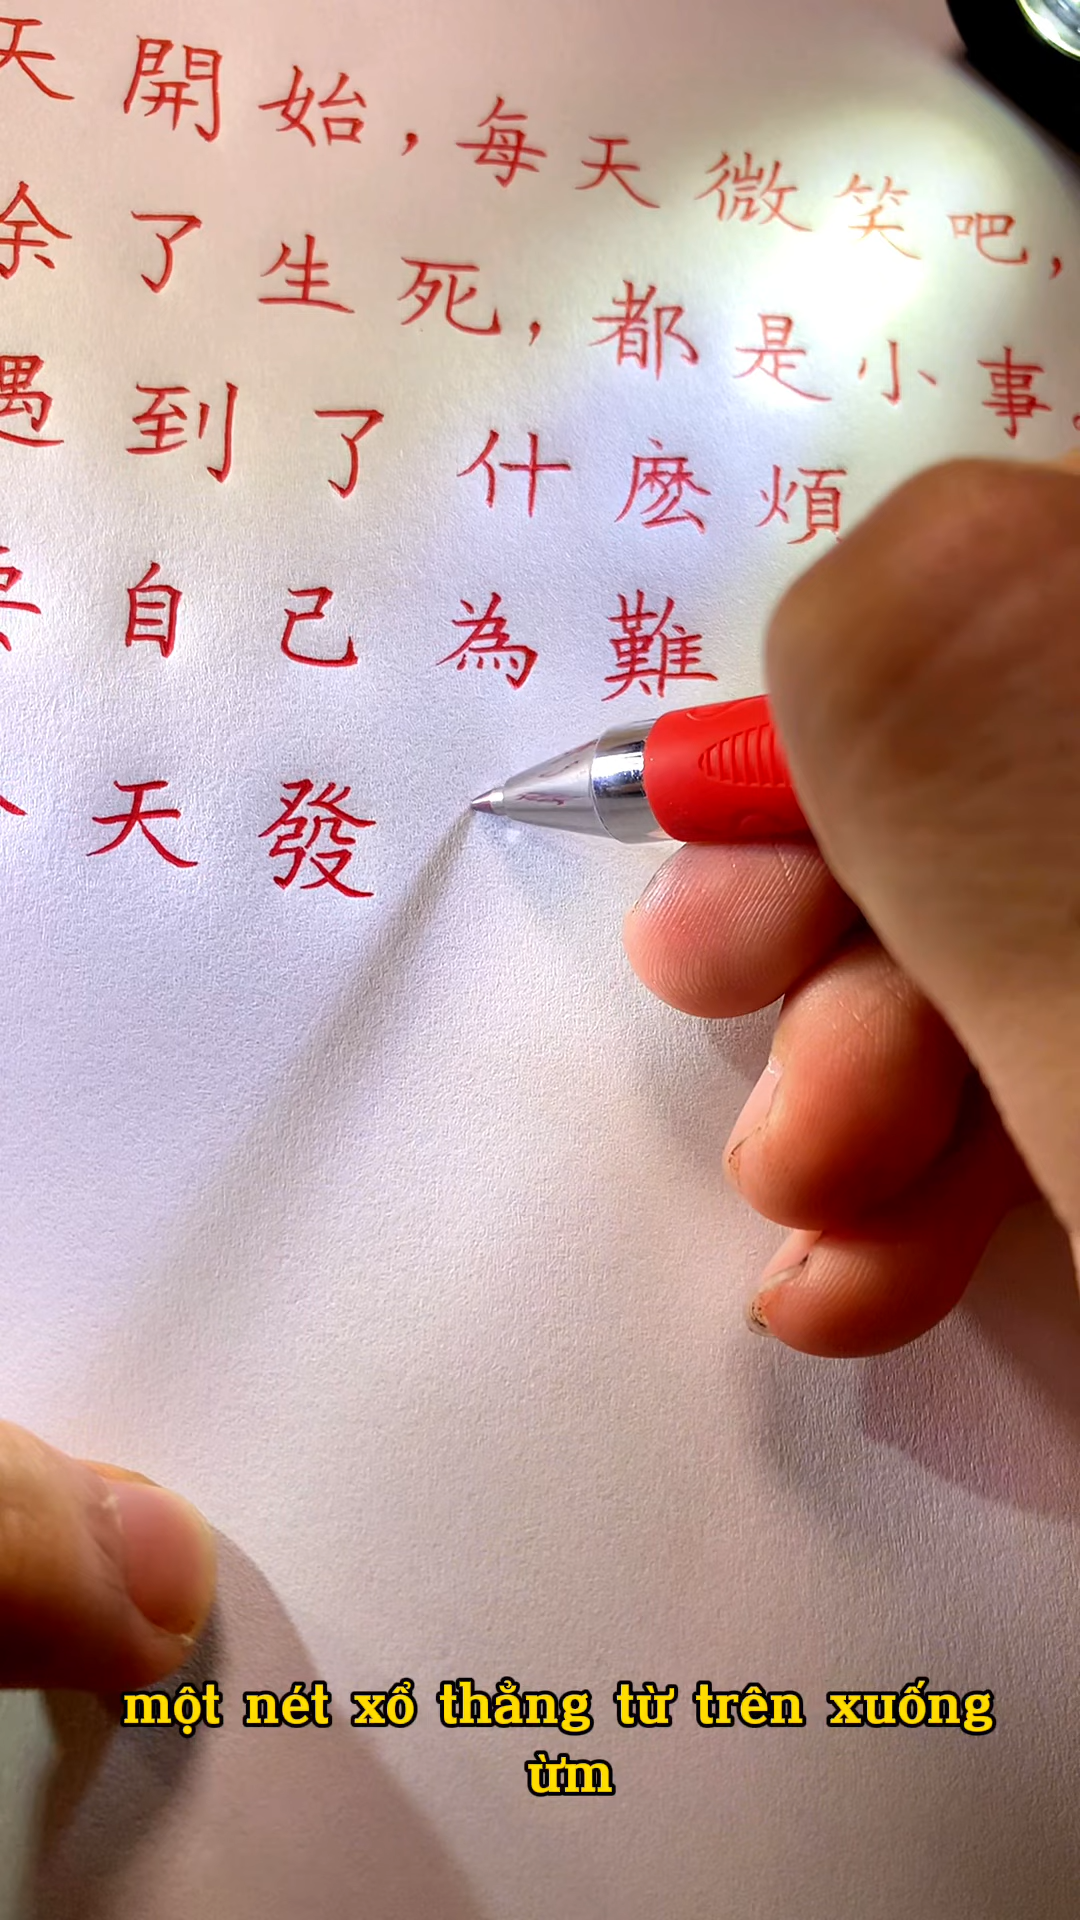 天開始，每天微笑吧，
余了生死，都是小事。
遇到了什麽煩
自己為難
天發
một nét xổ thẳng từ trên xuống
ừm